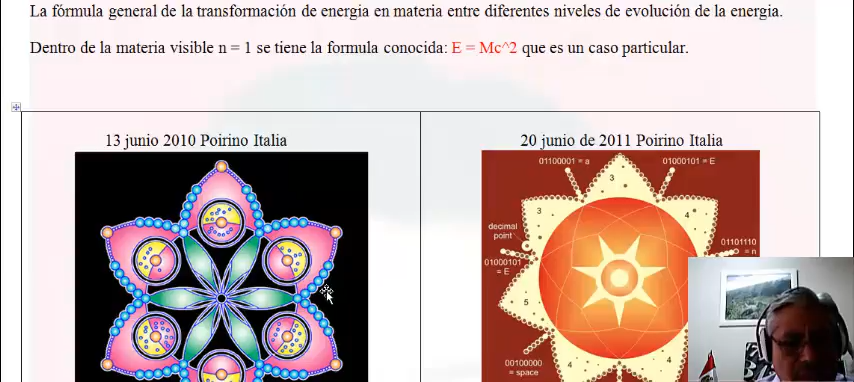 La fórmula general de la transformación de energia en materia entre diferentes niveles de evolución de la energia.
Dentro de la materia visible n = 1 se tiene la formula conocida: E = Mc^2 que es un caso particular.
13 junio 2010 Poirino Italia
20 junio de 2011 Poirino Italia
01100001 = a
01000101 = E
3
3
4
decimal
point
01101110
= n
01000101
= E
5
00100000
= space
4
4